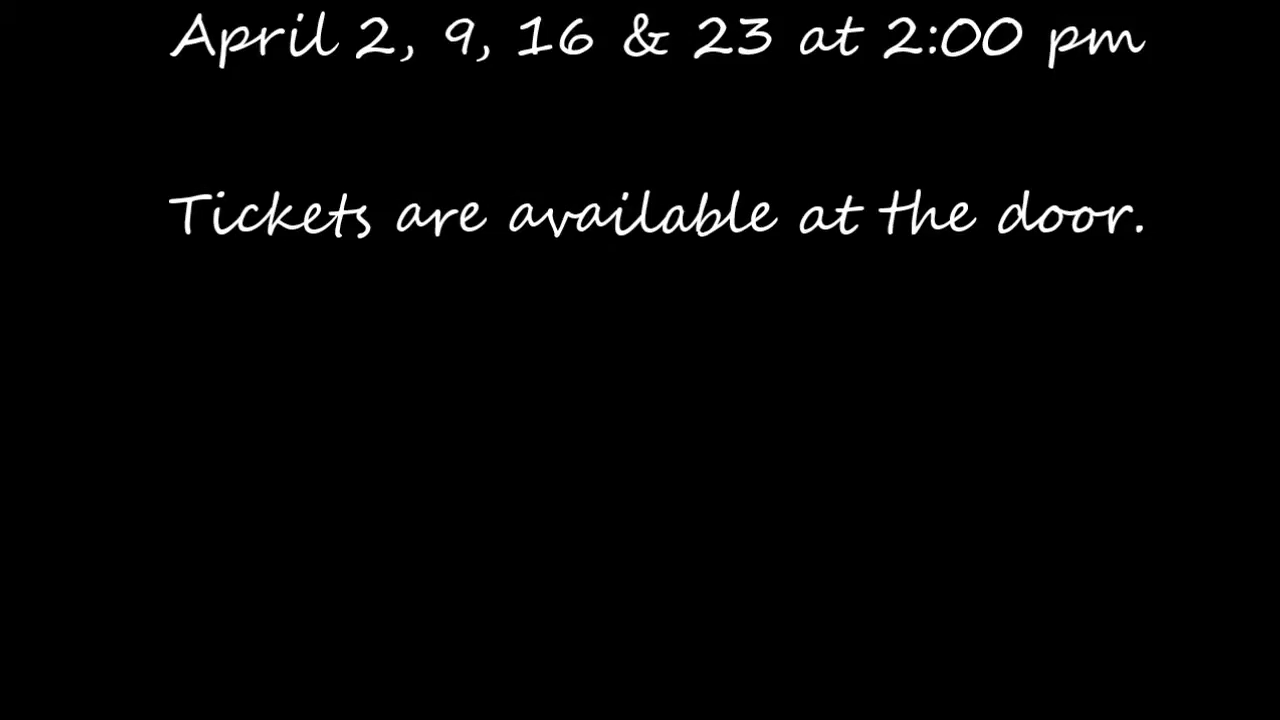 April 2, 9, 16 & 23 at 2:00 pm
Tickets are available at the door.